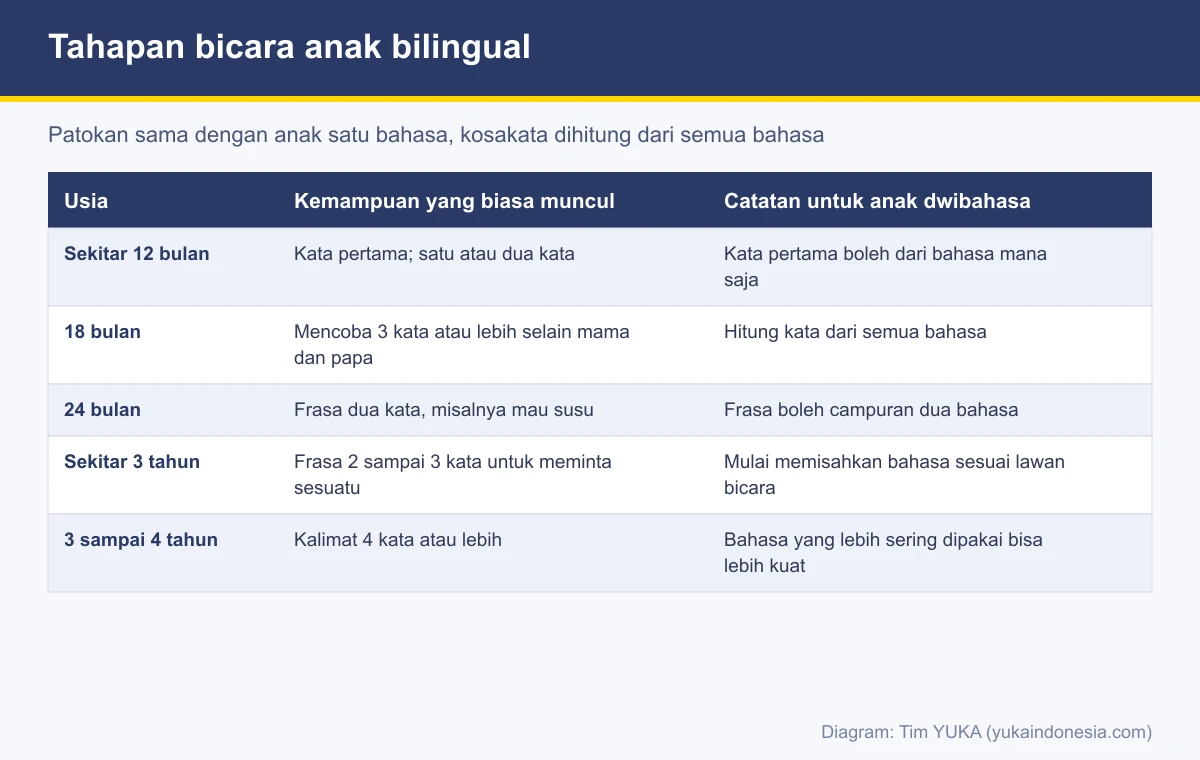 Tahapan bicara anak bilingual
Patokan sama dengan anak satu bahasa, kosakata dihitung dari semua bahasa
Usia
Kemampuan yang biasa muncul
Catatan untuk anak dwibahasa
Sekitar 12 bulan
Kata pertama; satu atau dua kata
Kata pertama boleh dari bahasa mana
saja
18 bulan
Mencoba 3 kata atau lebih selain mama
dan papa
Hitung kata dari semua bahasa
24 bulan
Frasa dua kata, misalnya mau susu
Frasa boleh campuran dua bahasa
Sekitar 3 tahun
Frasa 2 sampai 3 kata untuk meminta
sesuatu
Mulai memisahkan bahasa sesuai lawan
bicara
3 sampai 4 tahun
Kalimat 4 kata atau lebih
Bahasa yang lebih sering dipakai bisa
lebih kuat
Diagram: Tim YUKA (yukaindonesia.com)